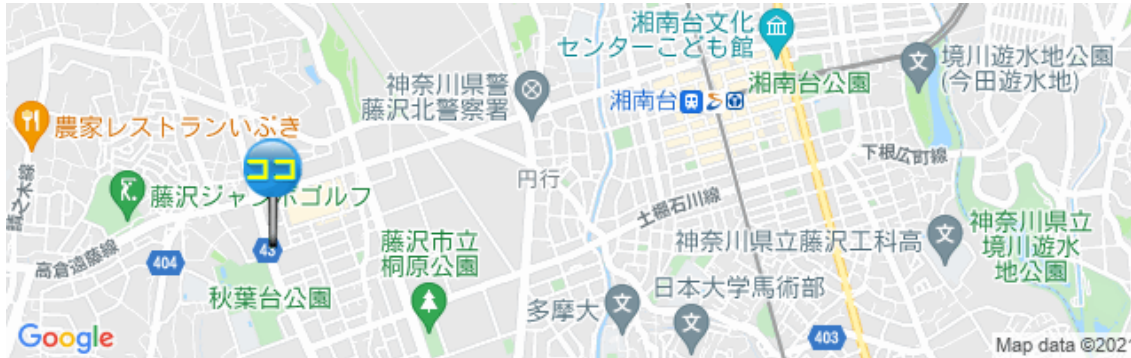 湘南台文化
センターこども館
湘南台公園
境川遊水地公園
(今田遊水地)
神奈川県警
藤沢北警察署
湘南台
農家レストランいぶき
ココ
下根広町線
円行
藤沢ジャンボゴルフ
土棚石川線
神奈川県立藤沢工科高
神奈川県立
境川遊水
地公園
43
藤沢市立
桐原公園
高倉遠藤線
404
秋葉台公園
日本大学馬術部
多摩大
403
Google
Map data ©2021